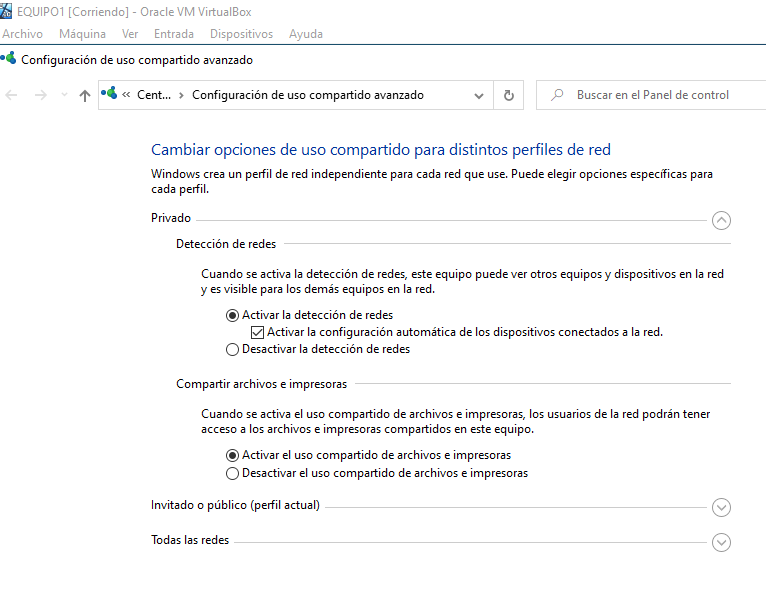 EQUIPO1 [Corriendo] - Oracle VM VirtualBox
Archivo Máquina Ver Entrada Dispositivos Ayuda
Configuración de uso compartido avanzado
« Cent... › Configuración de uso compartido avanzado Buscar en el Panel de control
Cambiar opciones de uso compartido para distintos perfiles de red
Windows crea un perfil de red independiente para cada red que use. Puede elegir opciones específicas para
cada perfil.
Privado
Detección de redes
Cuando se activa la detección de redes, este equipo puede ver otros equipos y dispositivos en la red
y es visible para los demás equipos en la red.
Activar la detección de redes
Activar la configuración automática de los dispositivos conectados a la red.
Desactivar la detección de redes
Compartir archivos e impresoras
Cuando se activa el uso compartido de archivos e impresoras, los usuarios de la red podrán tener
acceso a los archivos e impresoras compartidos en este equipo.
Activar el uso compartido de archivos e impresoras
Desactivar el uso compartido de archivos e impresoras
Invitado o público (perfil actual)
Todas las redes